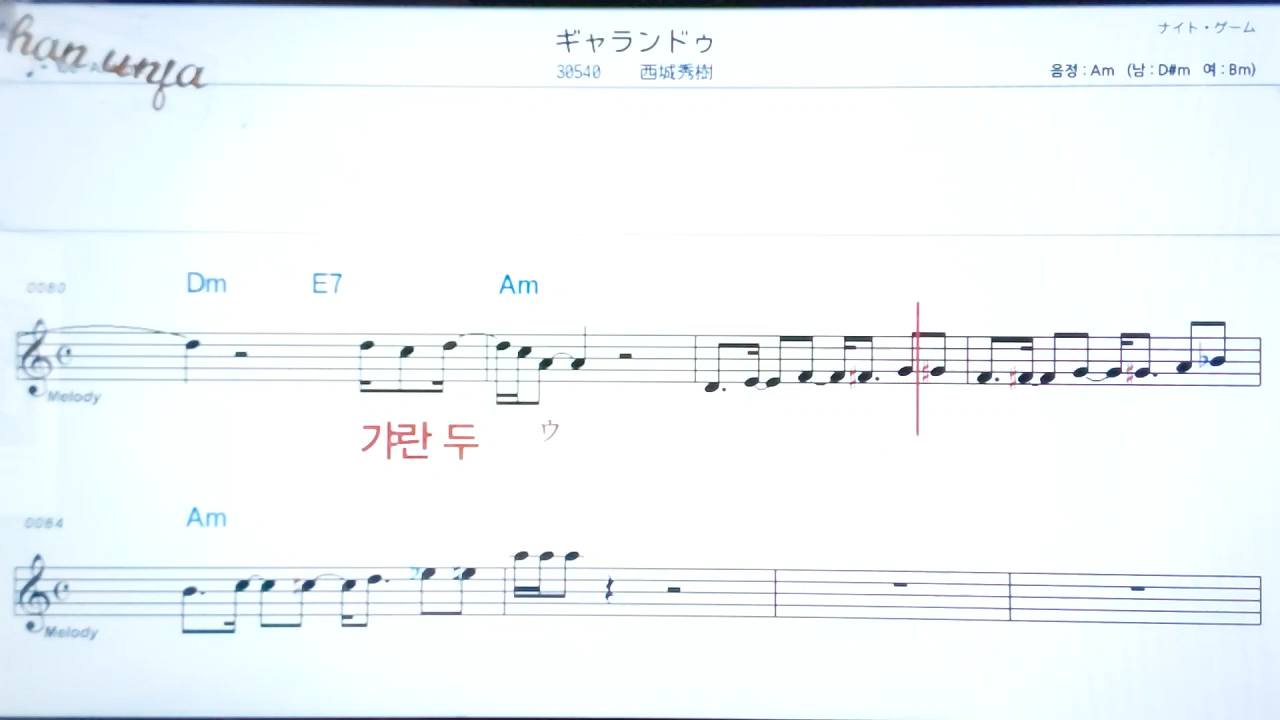 han unja
ギャランドゥ
30540 西城秀樹
ナイト・ゲーム
음정 : Am (남 : D#m 여 : Bm)
0080 Dm E7 Am
Melody
갸란 두 ウ
0084 Am
Melody